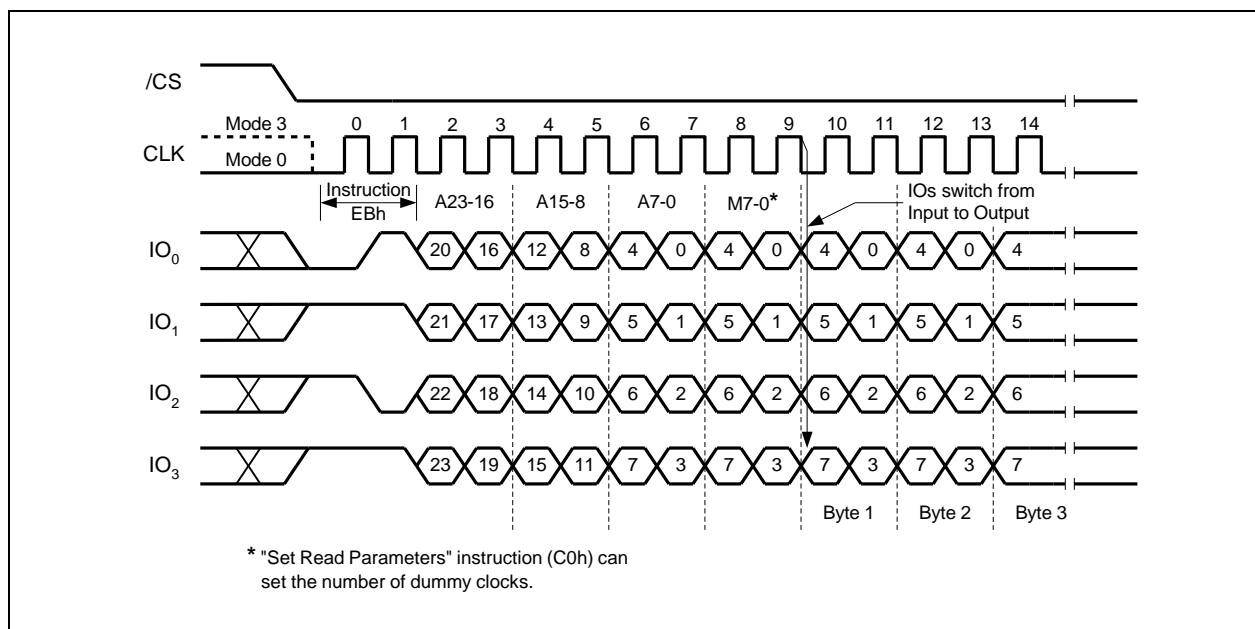 /CS
Mode 3 0 1 2 3 4 5 6 7 8 9 10 11 12 13 14
CLK Mode 0
Instruction A23-16 A15-8 A7-0 M7-0* IOs switch from
EBh Input to Output
IO0 20 16 12 8 4 0 4 0 4 0 4 0 4
IO1 21 17 13 9 5 1 5 1 5 1 5 1 5
IO2 22 18 14 10 6 2 6 2 6 2 6 2 6
IO3 23 19 15 11 7 3 7 3 7 3 7 3 7
Byte 1 Byte 2 Byte 3
* "Set Read Parameters" instruction (C0h) can
set the number of dummy clocks.